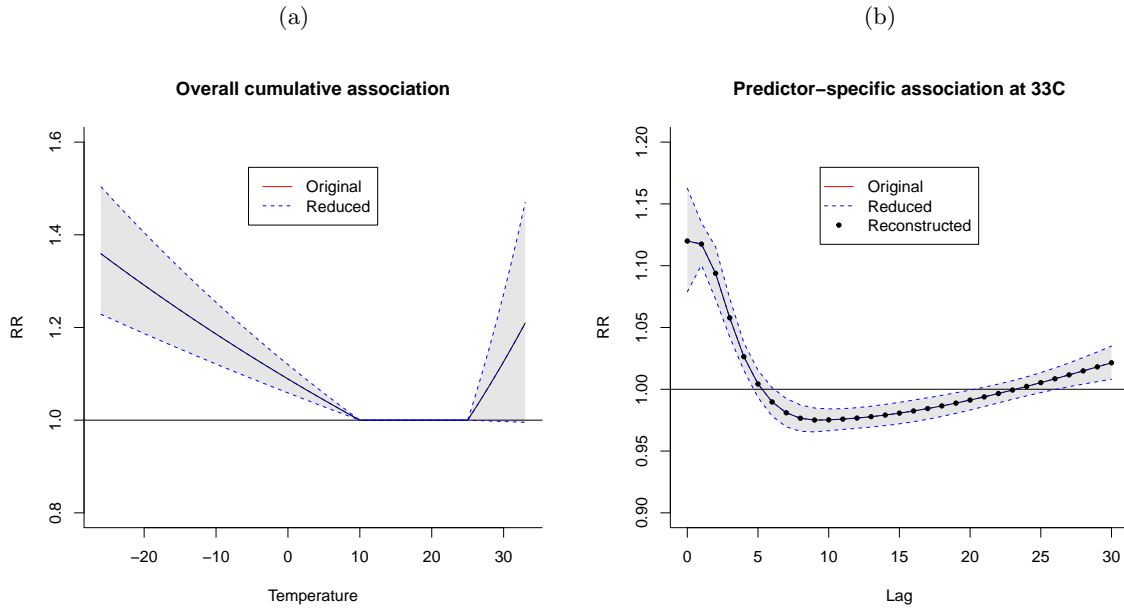 (a)
Overall cumulative association
RR
1.6
1.4
1.2
1.0
0.8
Original
Reduced
−20
−10
0
10
20
30
Temperature
(b)
Predictor−specific association at 33C
RR
1.20
1.15
1.10
1.05
1.00
0.95
0.90
Original
Reduced
Reconstructed
0
5
10
15
20
25
30
Lag